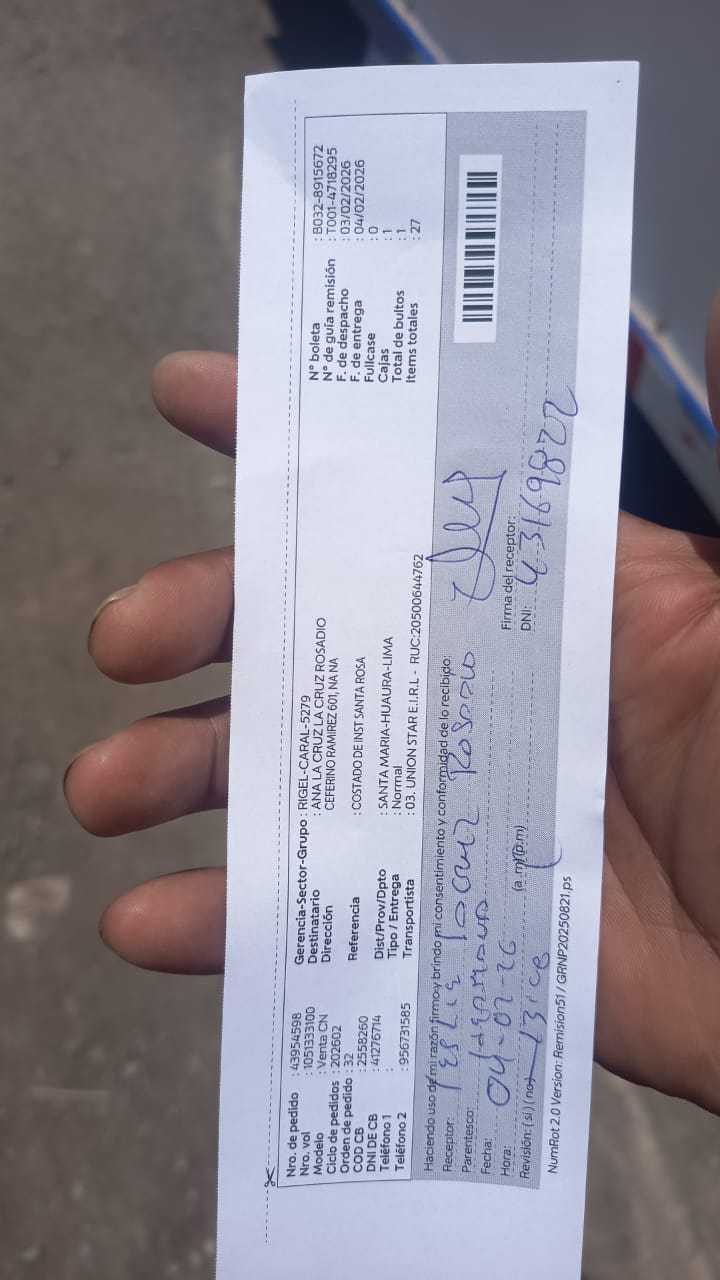 Nro. de pedido : 43954598
Nro. vol : 1051333100
Modelo Venta CN
Ciclo de pedidos : 202602
Orden de pedido : 32
COD CB : 2558260
DNI DE CB : 41276714
Teléfono 1 :
Teléfono 2 : 956731585
Gerencia-Sector-Grupo : RIGEL-CARAL-5279
Destinatario : ANA LA CRUZ LA CRUZ ROSADIO
Dirección CEFERINO RAMIREZ 601, NA NA
Referencia : COSTADO DE INST SANTA ROSA
Dist/Prov/Dpto : SANTA MARIA-HUAURA-LIMA
Tipo / Entrega : Normal
Transportista : 03. UNION STAR E.I.R.L - RUC:20500644762
N° boleta : B032-8915672
N° de guía remisión : T001-4718295
F. de despacho : 03/02/2026
F. de entrega : 04/02/2026
Fullcase : 0
Cajas : 1
Total de bultos : 1
Items totales : 27
Haciendo uso de mi razón firmo y brindo mi consentimiento y conformidad de lo recibido:
Receptor: Leslie la cruz Rosadio
Parentesco: hermana
Fecha: 04-02-26
Hora: (a.m)(p.m)
Revisión: (si) (no)
Firma del receptor:
DNI: 43169822
NumRot 2.0 Version: Remision51 / GRNP20250821.ps